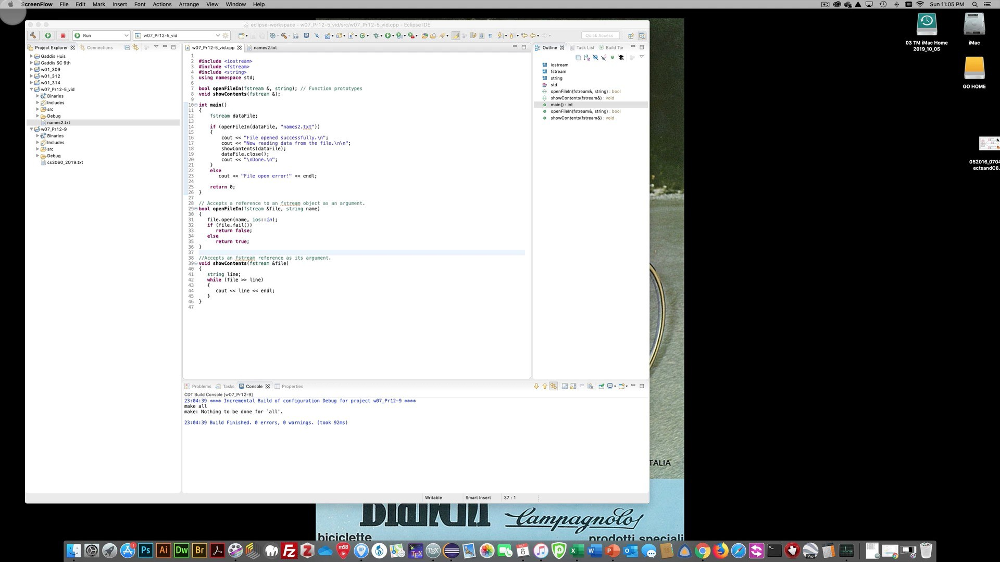 ScreenFlow File Edit Mark Insert Font Actions Arrange View Window Help
Sun 11:05 PM
eclipse-workspace - w07_Pr12-5_vid/src/w07_Pr12-5_vid.cpp - Eclipse IDE
Run
w07_Pr12-5_vid
Quick Access
Project Explorer
Connections
Gaddis Huis
Gaddis SC 9th
w01_309
w01_312
w01_314
w07_Pr12-5_vid
Binaries
Includes
src
Debug
names2.txt
w07_Pr12-9
Binaries
Includes
src
Debug
cs3060_2019.txt
w07_Pr12-5_vid.cpp
names2.txt
1
2 #include <iostream>
3 #include <fstream>
4 #include <string>
5 using namespace std;
6
7 bool openFileIn(fstream &, string); // Function prototypes
8 void showContents(fstream &);
9
10 int main()
11 {
12 fstream dataFile;
13
14 if (openFileIn(dataFile, "names2.txt"))
15 {
16 cout << "File opened successfully.\n";
17 cout << "Now reading data from the file.\n\n";
18 showContents(dataFile);
19 dataFile.close();
20 cout << "\nDone.\n";
21 }
22 else
23 cout << "File open error!" << endl;
24
25 return 0;
26 }
27
28 // Accepts a reference to an fstream object as an argument.
29 bool openFileIn(fstream &file, string name)
30 {
31 file.open(name, ios::in);
32 if (file.fail())
33 return false;
34 else
35 return true;
36 }
37
38 //Accepts an fstream reference as its argument.
39 void showContents(fstream &file)
40 {
41 string line;
42 while (file >> line)
43 {
44 cout << line << endl;
45 }
46 }
47
Outline
Task List
Build Tar
iostream
fstream
string
std
openFileIn(fstream&, string) : bool
showContents(fstream&) : void
main() : int
openFileIn(fstream&, string) : bool
showContents(fstream&) : void
Problems
Tasks
Console
Properties
CDT Build Console [w07_Pr12-9]
23:04:39 **** Incremental Build of configuration Debug for project w07_Pr12-9 ****
make all
make: Nothing to be done for `all'.
23:04:39 Build Finished. 0 errors, 0 warnings. (took 92ms)
Writable
Smart Insert
37 : 1
03 TM iMac Home
2019_10_05
iMac
GO HOME
052016_0704
ectsandC6.
TALIA
Bianchi
Campagnolo
biciclette
prodotti speciali
Ps
Ai
Dw
Br
Fz
Z
mSB
TEX
TEX
OCT
6
X
W
P
O
Pro
1